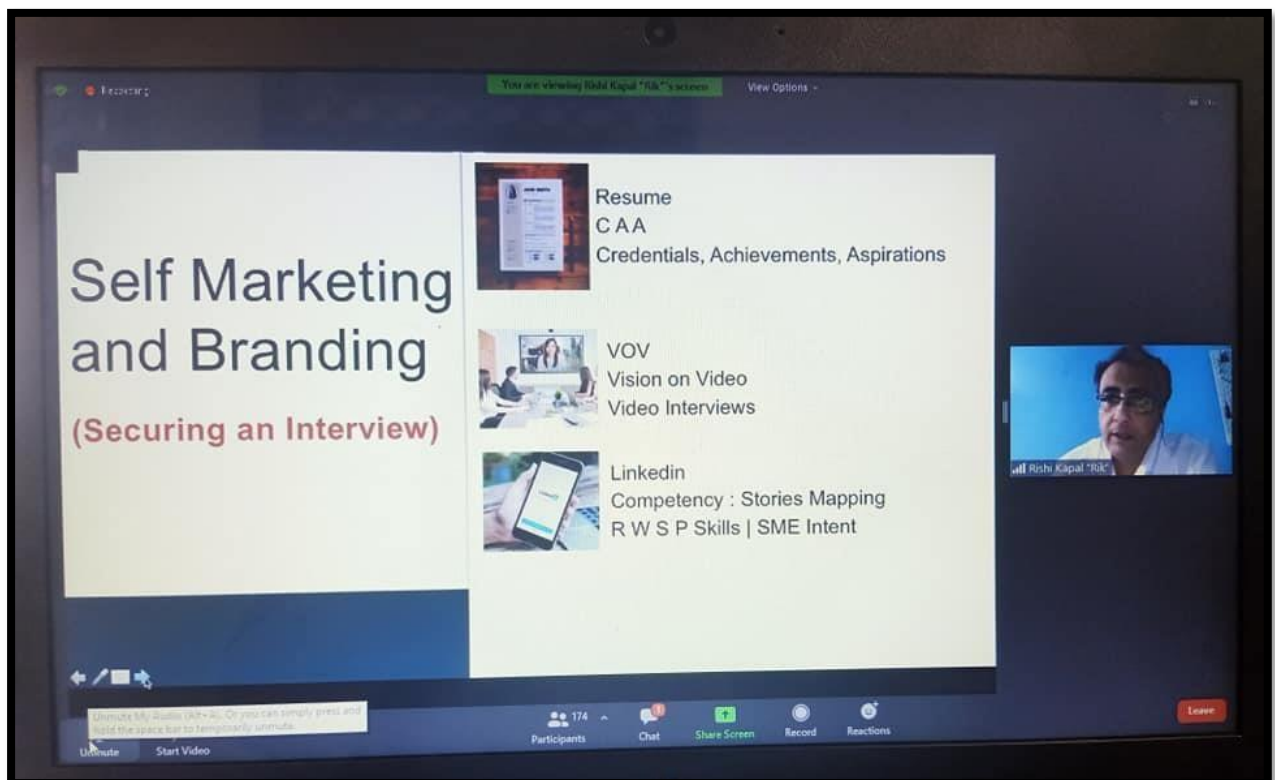 Recording
You are viewing Rishi Kapal "Rik"'s screen
View Options
Self Marketing
and Branding
(Securing an Interview)
Resume
C A A
Credentials, Achievements, Aspirations
VOV
Vision on Video
Video Interviews
Linkedin
Competency : Stories Mapping
R W S P Skills | SME Intent
Rishi Kapal "Rik"
Unmute My Audio (Alt+A). Or you can simply press and
hold the space bar to temporarily unmute.
Unmute
Start Video
174
Participants
1
Chat
Share Screen
Record
Reactions
Leave